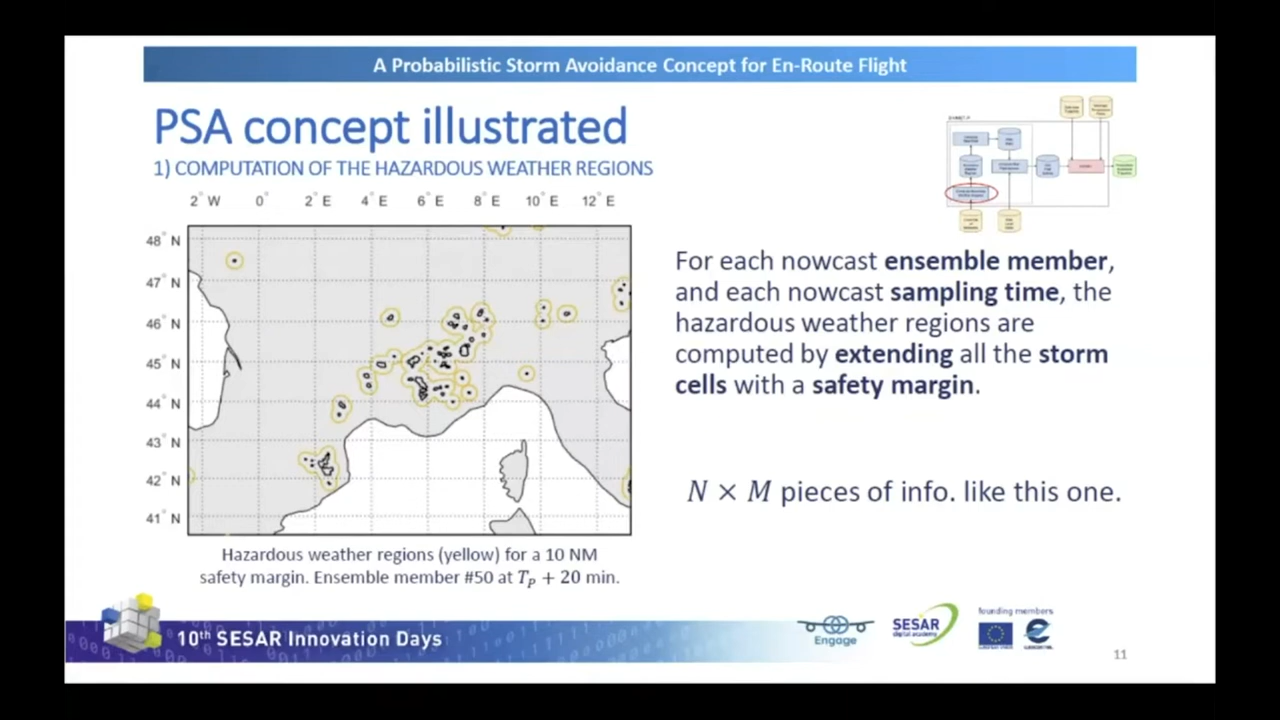 A Probabilistic Storm Avoidance Concept for En-Route Flight
PSA concept illustrated
1) COMPUTATION OF THE HAZARDOUS WEATHER REGIONS
2° W 0° 2° E 4° E 6° E 8° E 10° E 12° E
48° N
47° N
46° N
45° N
44° N
43° N
42° N
41° N
Hazardous weather regions (yellow) for a 10 NM
safety margin. Ensemble member #50 at T_P + 20 min.
For each nowcast ensemble member,
and each nowcast sampling time, the
hazardous weather regions are
computed by extending all the storm
cells with a safety margin.
N × M pieces of info. like this one.
10th SESAR Innovation Days
Engage
SESAR
digital academy
founding members
11